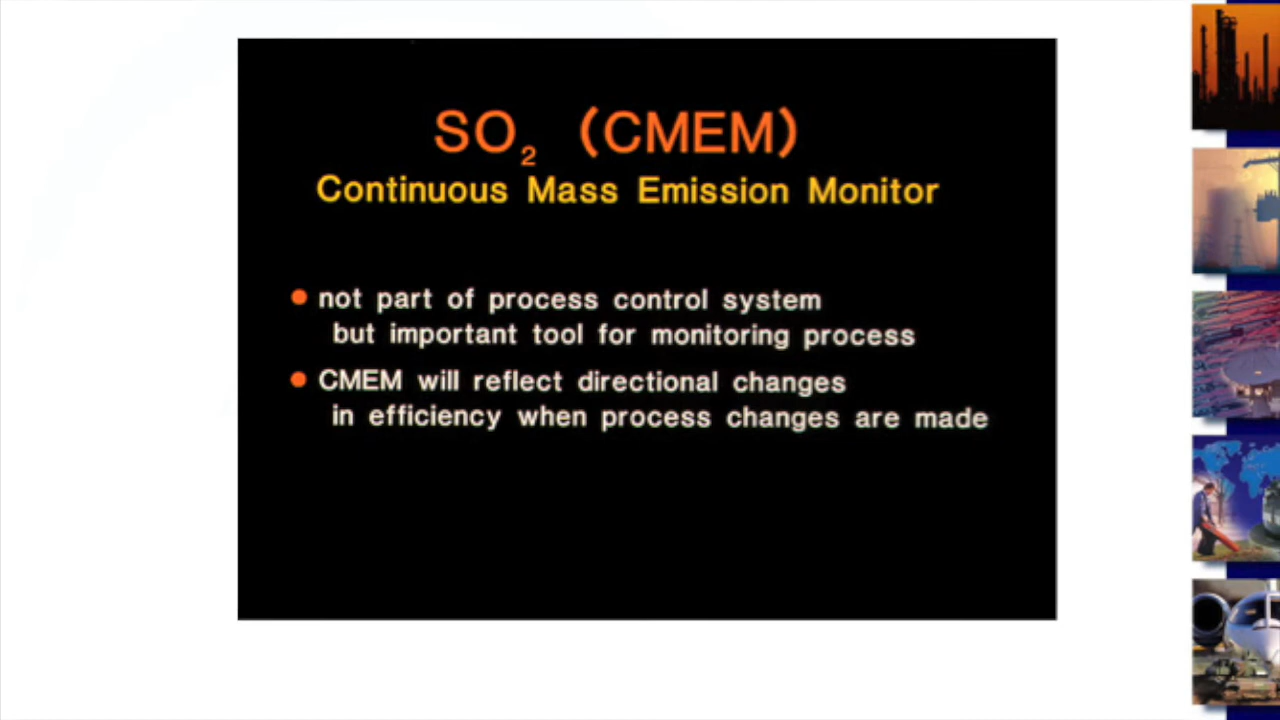 SO₂ (CMEM)
Continuous Mass Emission Monitor
● not part of process control system
but important tool for monitoring process
● CMEM will reflect directional changes
in efficiency when process changes are made